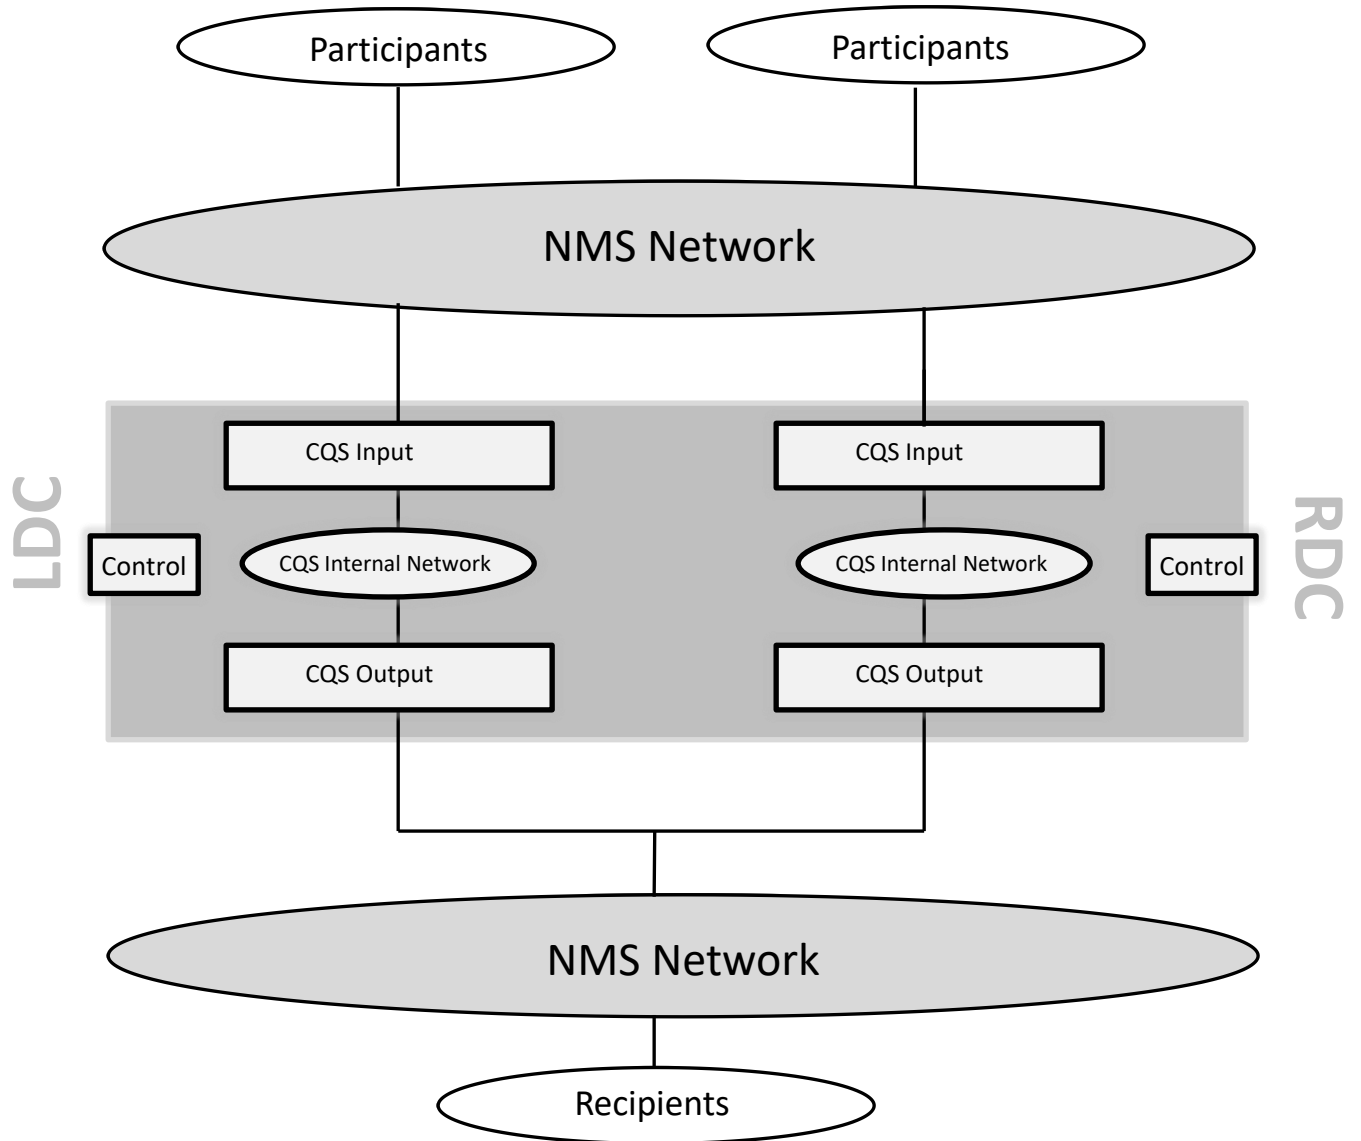 Participants
Participants
NMS Network
CQS Input
CQS Input
LDC
Control
CQS Internal Network
CQS Internal Network
Control
RDC
CQS Output
CQS Output
NMS Network
Recipients